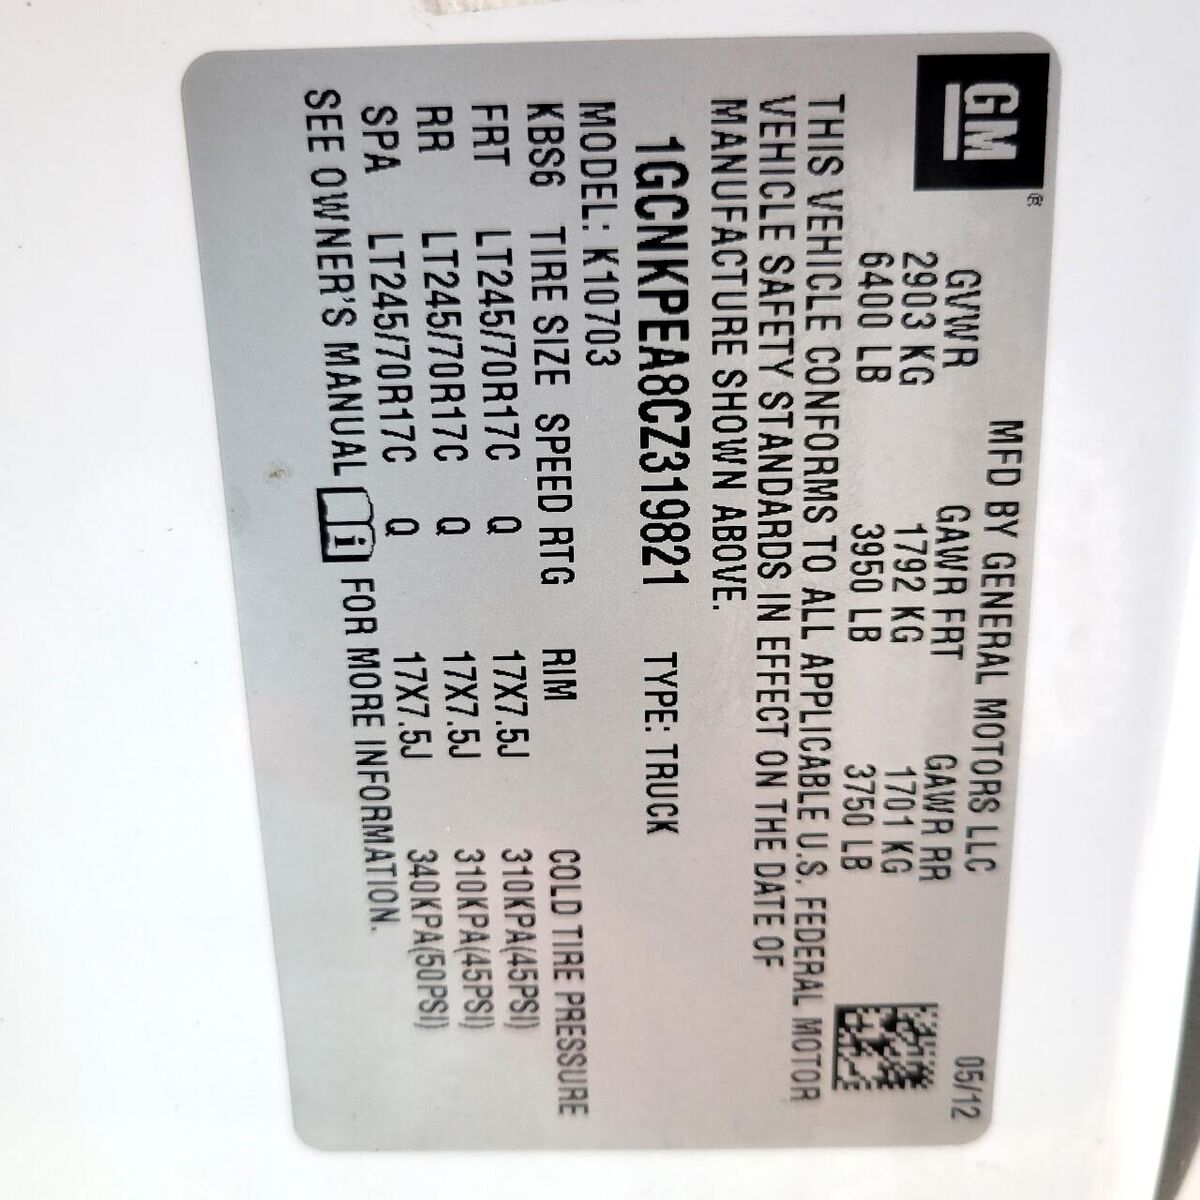 GM®
MFD BY GENERAL MOTORS LLC 05/12
GVWR GAWR FRT GAWR RR
2903 KG 1792 KG 1701 KG
6400 LB 3950 LB 3750 LB
THIS VEHICLE CONFORMS TO ALL APPLICABLE U.S. FEDERAL MOTOR
VEHICLE SAFETY STANDARDS IN EFFECT ON THE DATE OF
MANUFACTURE SHOWN ABOVE.
1GCNKPEA8CZ319821 TYPE: TRUCK
MODEL: K10703
KBS6 TIRE SIZE SPEED RTG RIM COLD TIRE PRESSURE
FRT LT245/70R17C Q 17X7.5J 310KPA(45PSI)
RR LT245/70R17C Q 17X7.5J 310KPA(45PSI)
SPA LT245/70R17C Q 17X7.5J 340KPA(50PSI)
SEE OWNER'S MANUAL i FOR MORE INFORMATION.